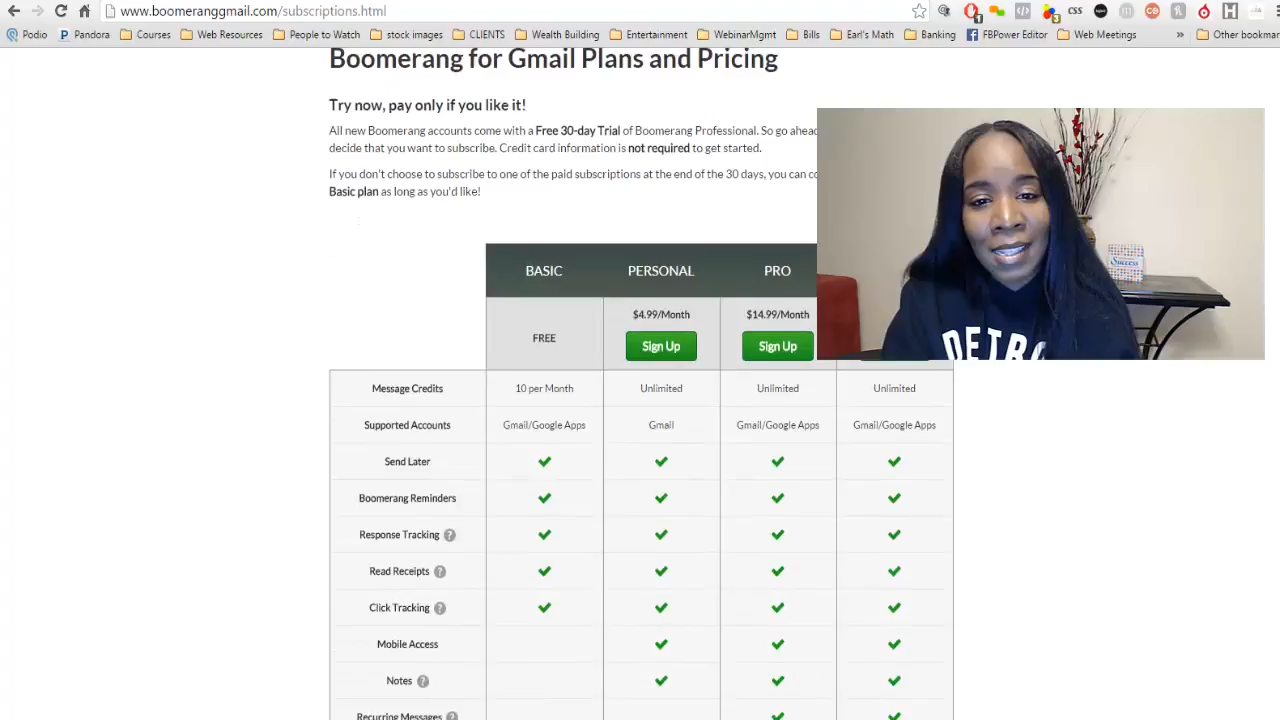 www.boomeranggmail.com/subscriptions.html
Podio Pandora Courses Web Resources People to Watch stock images CLIENTS Wealth Building Entertainment WebinarMgmt Bills Earl's Math Banking FBPower Editor Web Meetings » Other bookmar
Boomerang for Gmail Plans and Pricing
Try now, pay only if you like it!
All new Boomerang accounts come with a Free 30-day Trial of Boomerang Professional. So go ahea
decide that you want to subscribe. Credit card information is not required to get started.
If you don't choose to subscribe to one of the paid subscriptions at the end of the 30 days, you can co
Basic plan as long as you'd like!
Success
DETRO
BASIC PERSONAL PRO
$4.99/Month $14.99/Month
FREE Sign Up Sign Up
Message Credits 10 per Month Unlimited Unlimited Unlimited
Supported Accounts Gmail/Google Apps Gmail Gmail/Google Apps Gmail/Google Apps
Send Later
Boomerang Reminders
Response Tracking ?
Read Receipts ?
Click Tracking ?
Mobile Access
Notes ?
Recurring Messages ?